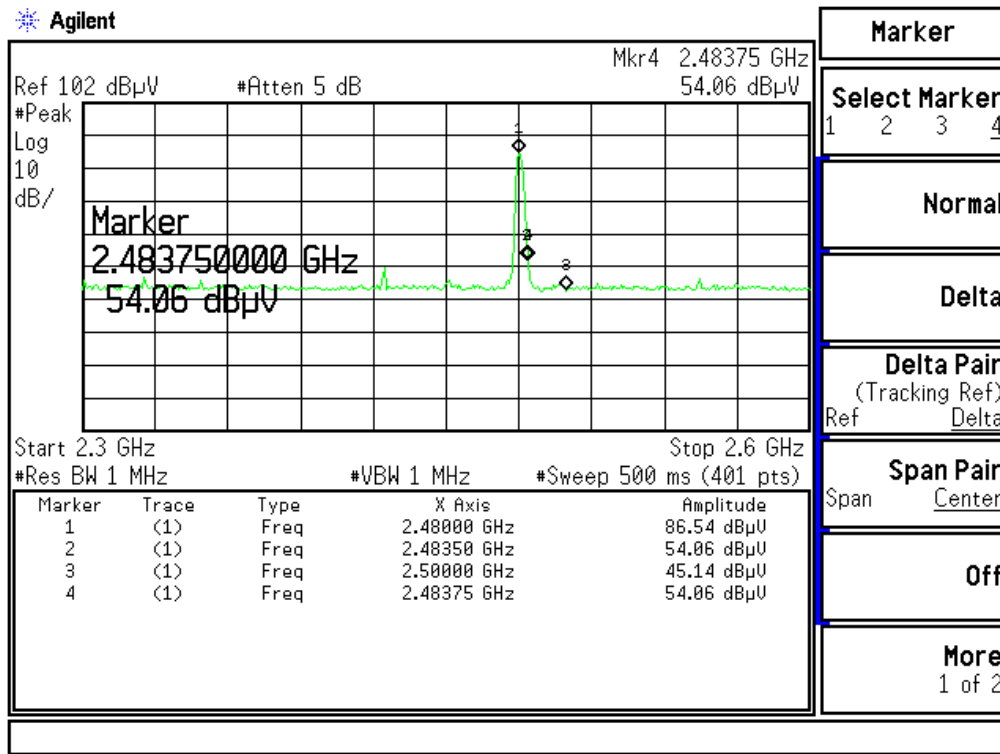 Agilent
Mkr4 2.48375 GHz
Ref 102 dBµV #Atten 5 dB 54.06 dBµV
#Peak
Log
10
dB/
1
2
3
Marker
2.483750000 GHz
54.06 dBµV
Start 2.3 GHz Stop 2.6 GHz
#Res BW 1 MHz #VBW 1 MHz #Sweep 500 ms (401 pts)
Marker Trace Type X Axis Amplitude
1 (1) Freq 2.48000 GHz 86.54 dBµV
2 (1) Freq 2.48350 GHz 54.06 dBµV
3 (1) Freq 2.50000 GHz 45.14 dBµV
4 (1) Freq 2.48375 GHz 54.06 dBµV
Marker
Select Marker
1 2 3 4
Normal
Delta
Delta Pair
(Tracking Ref)
Ref Delta
Span Pair
Span Center
Off
More
1 of 2